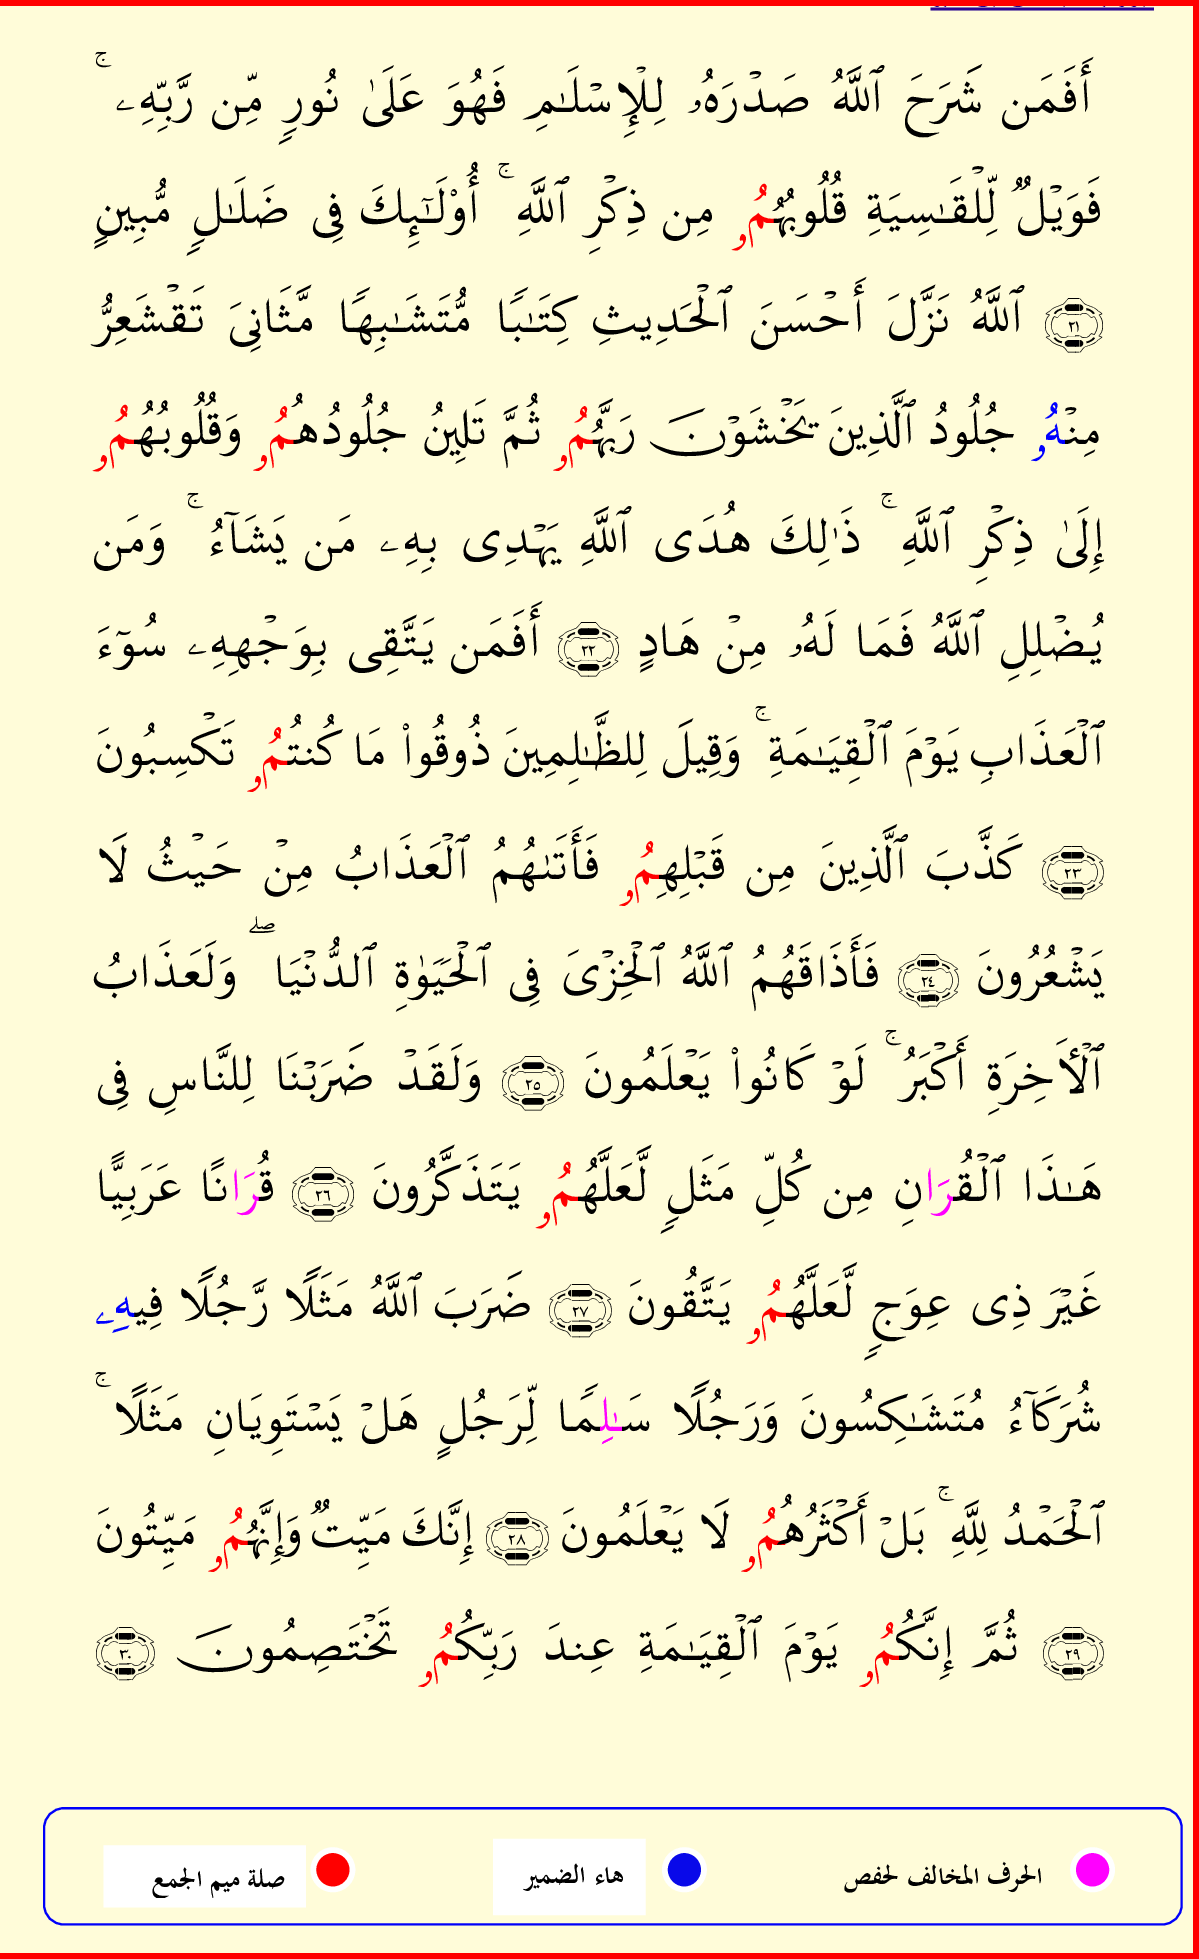 أَفَمَن شَرَحَ ٱللَّهُ صَدْرَهُۥ لِلْإِسْلَـٰمِ فَهُوَ عَلَىٰ نُورٍ مِّن رَّبِّهِۦ ۚ
فَوَيْلٌ لِّلْقَـٰسِيَةِ قُلُوبُهُمُۥ مِن ذِكْرِ ٱللَّهِ ۚ أُوْلَـٰٓئِكَ فِى ضَلَـٰلٍ مُّبِينٍ
٢١ ٱللَّهُ نَزَّلَ أَحْسَنَ ٱلْحَدِيثِ كِتَـٰبًا مُّتَشَـٰبِهًا مَّثَانِىَ تَقْشَعِرُّ
مِنْهُۥ جُلُودُ ٱلَّذِينَ يَخْشَوْنَ رَبَّهُمُۥ ثُمَّ تَلِينُ جُلُودُهُمُۥ وَقُلُوبُهُمُۥ
إِلَىٰ ذِكْرِ ٱللَّهِ ۚ ذَٰلِكَ هُدَى ٱللَّهِ يَهْدِى بِهِۦ مَن يَشَآءُ ۚ وَمَن
يُضْلِلِ ٱللَّهُ فَمَا لَهُۥ مِنْ هَادٍ ٢٢ أَفَمَن يَتَّقِى بِوَجْهِهِۦ سُوٓءَ
ٱلْعَذَابِ يَوْمَ ٱلْقِيَـٰمَةِ ۚ وَقِيلَ لِلظَّـٰلِمِينَ ذُوقُواْ مَا كُنتُمُۥ تَكْسِبُونَ
٢٣ كَذَّبَ ٱلَّذِينَ مِن قَبْلِهِمُۥ فَأَتَىٰهُمُ ٱلْعَذَابُ مِنْ حَيْثُ لَا
يَشْعُرُونَ ٢٤ فَأَذَاقَهُمُ ٱللَّهُ ٱلْخِزْىَ فِى ٱلْحَيَوٰةِ ٱلدُّنْيَا ۖ وَلَعَذَابُ
ٱلْأَخِرَةِ أَكْبَرُ ۚ لَوْ كَانُواْ يَعْلَمُونَ ٢٥ وَلَقَدْ ضَرَبْنَا لِلنَّاسِ فِى
هَـٰذَا ٱلْقُرَانِ مِن كُلِّ مَثَلٍ لَّعَلَّهُمُۥ يَتَذَكَّرُونَ ٢٦ قُرَانًا عَرَبِيًّا
غَيْرَ ذِى عِوَجٍ لَّعَلَّهُمُۥ يَتَّقُونَ ٢٧ ضَرَبَ ٱللَّهُ مَثَلًا رَّجُلًا فِيهِۦ
شُرَكَآءُ مُتَشَـٰكِسُونَ وَرَجُلًا سَـٰلِمًا لِّرَجُلٍ هَلْ يَسْتَوِيَانِ مَثَلًا ۚ
ٱلْحَمْدُ لِلَّهِ ۚ بَلْ أَكْثَرُهُمُۥ لَا يَعْلَمُونَ ٢٨ إِنَّكَ مَيِّتٌ وَإِنَّهُمُۥ مَيِّتُونَ
٢٩ ثُمَّ إِنَّكُمُۥ يَوْمَ ٱلْقِيَـٰمَةِ عِندَ رَبِّكُمُۥ تَخْتَصِمُونَ ٣٠
الحرف المخالف لحفص هاء الضمير صلة ميم الجمع